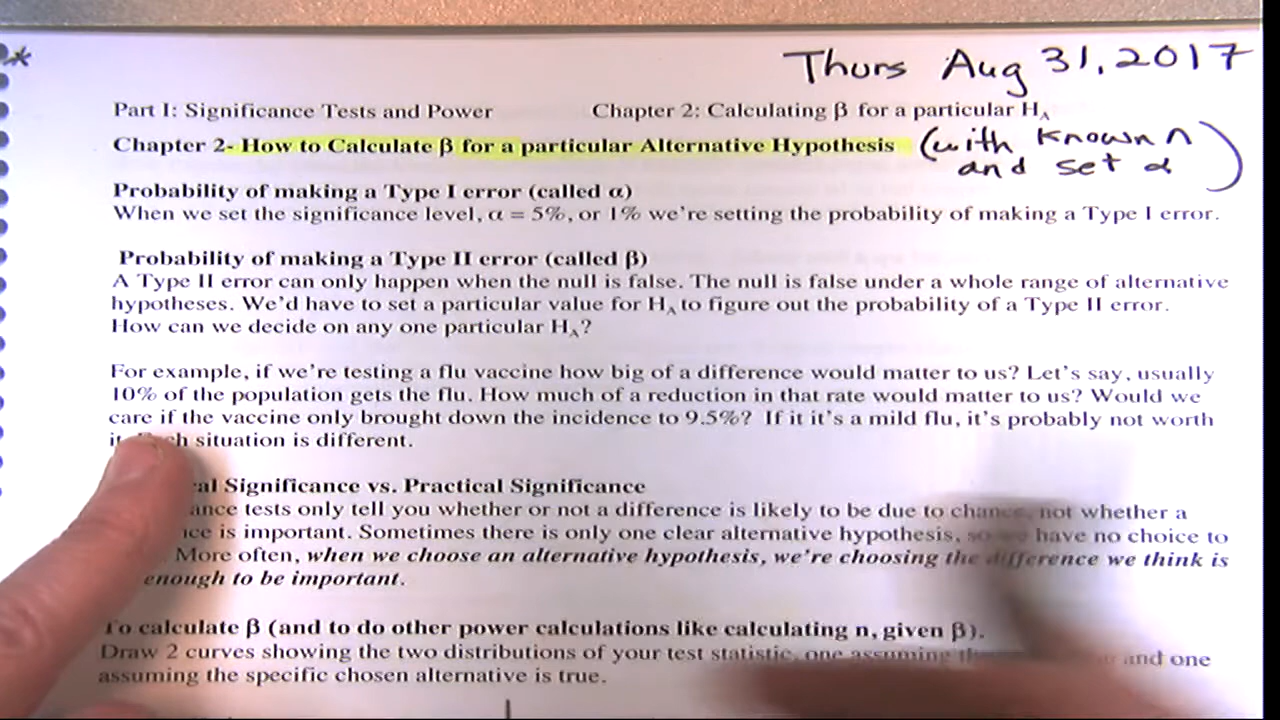 * Thurs Aug 31, 2017
Part I: Significance Tests and Power Chapter 2: Calculating β for a particular H_A
Chapter 2- How to Calculate β for a particular Alternative Hypothesis (with known n
and set α)
Probability of making a Type I error (called α)
When we set the significance level, α = 5%, or 1% we're setting the probability of making a Type I error.
Probability of making a Type II error (called β)
A Type II error can only happen when the null is false. The null is false under a whole range of alternative
hypotheses. We'd have to set a particular value for H_A to figure out the probability of a Type II error.
How can we decide on any one particular H_A?
For example, if we're testing a flu vaccine how big of a difference would matter to us? Let's say, usually
10% of the population gets the flu. How much of a reduction in that rate would matter to us? Would we
care if the vaccine only brought down the incidence to 9.5%? If it it's a mild flu, it's probably not worth
situation is different.
Significance vs. Practical Significance
tests only tell you whether or not a difference is likely to be due to chance, not whether a
is important. Sometimes there is only one clear alternative hypothesis, so we have no choice to
More often, when we choose an alternative hypothesis, we're choosing the difference we think is
enough to be important.
To calculate β (and to do other power calculations like calculating n, given β).
Draw 2 curves showing the two distributions of your test statistic, one assuming and one
assuming the specific chosen alternative is true.